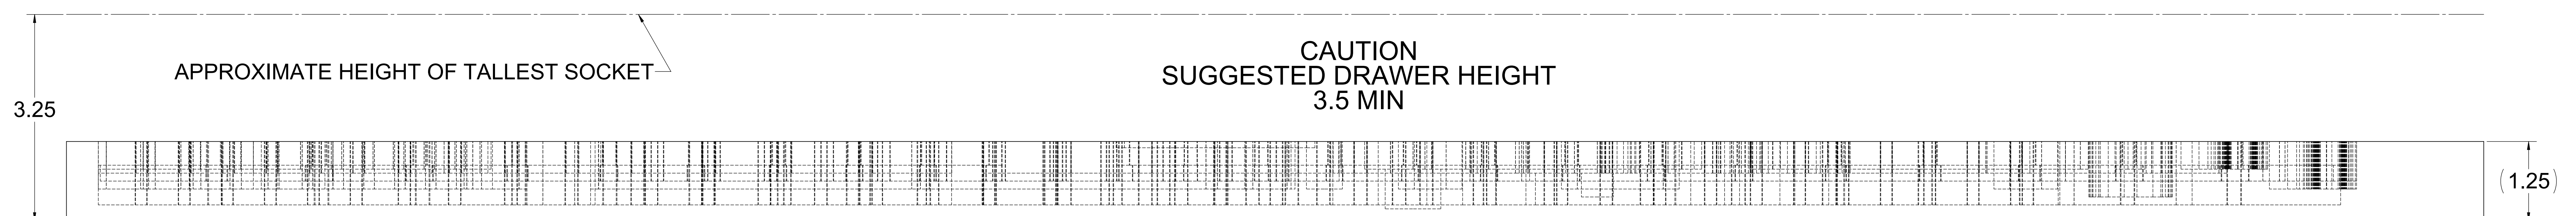 APPROXIMATE HEIGHT OF TALLEST SOCKET
CAUTION
SUGGESTED DRAWER HEIGHT
3.5 MIN
3.25
(1.25)